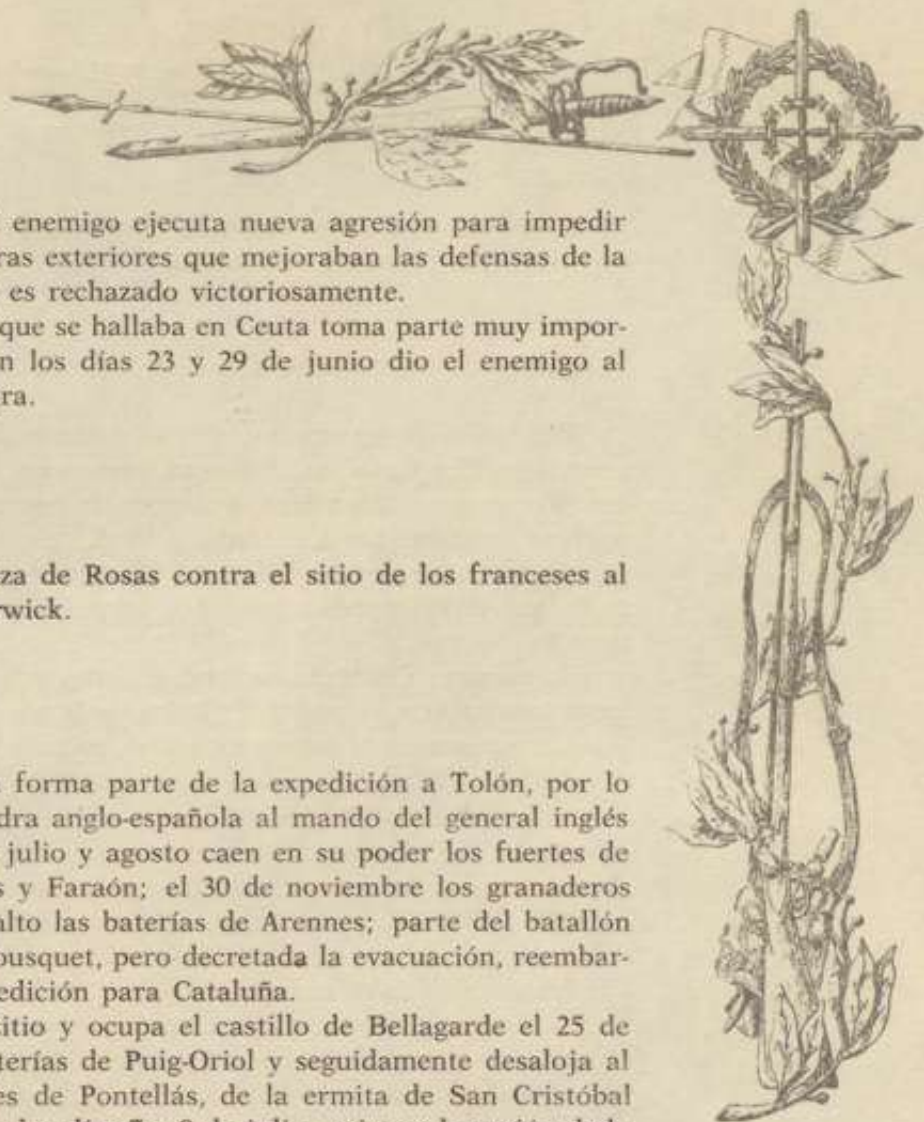 enemigo ejecuta nueva agresión para impedir
ras exteriores que mejoraban las defensas de la
es rechazado victoriosamente.
que se hallaba en Ceuta toma parte muy impor-
n los días 23 y 29 de junio dio el enemigo al
ra.
za de Rosas contra el sitio de los franceses al
rwick.
forma parte de la expedición a Tolón, por lo
dra anglo-española al mando del general inglés
julio y agosto caen en su poder los fuertes de
s y Faraón; el 30 de noviembre los granaderos
alto las baterías de Arennes; parte del batallón
ousquet, pero decretada la evacuación, reembar-
edición para Cataluña.
sitio y ocupa el castillo de Bellagarde el 25 de
terías de Puig-Oriol y seguidamente desaloja al
es de Pontellás, de la ermita de San Cristóbal